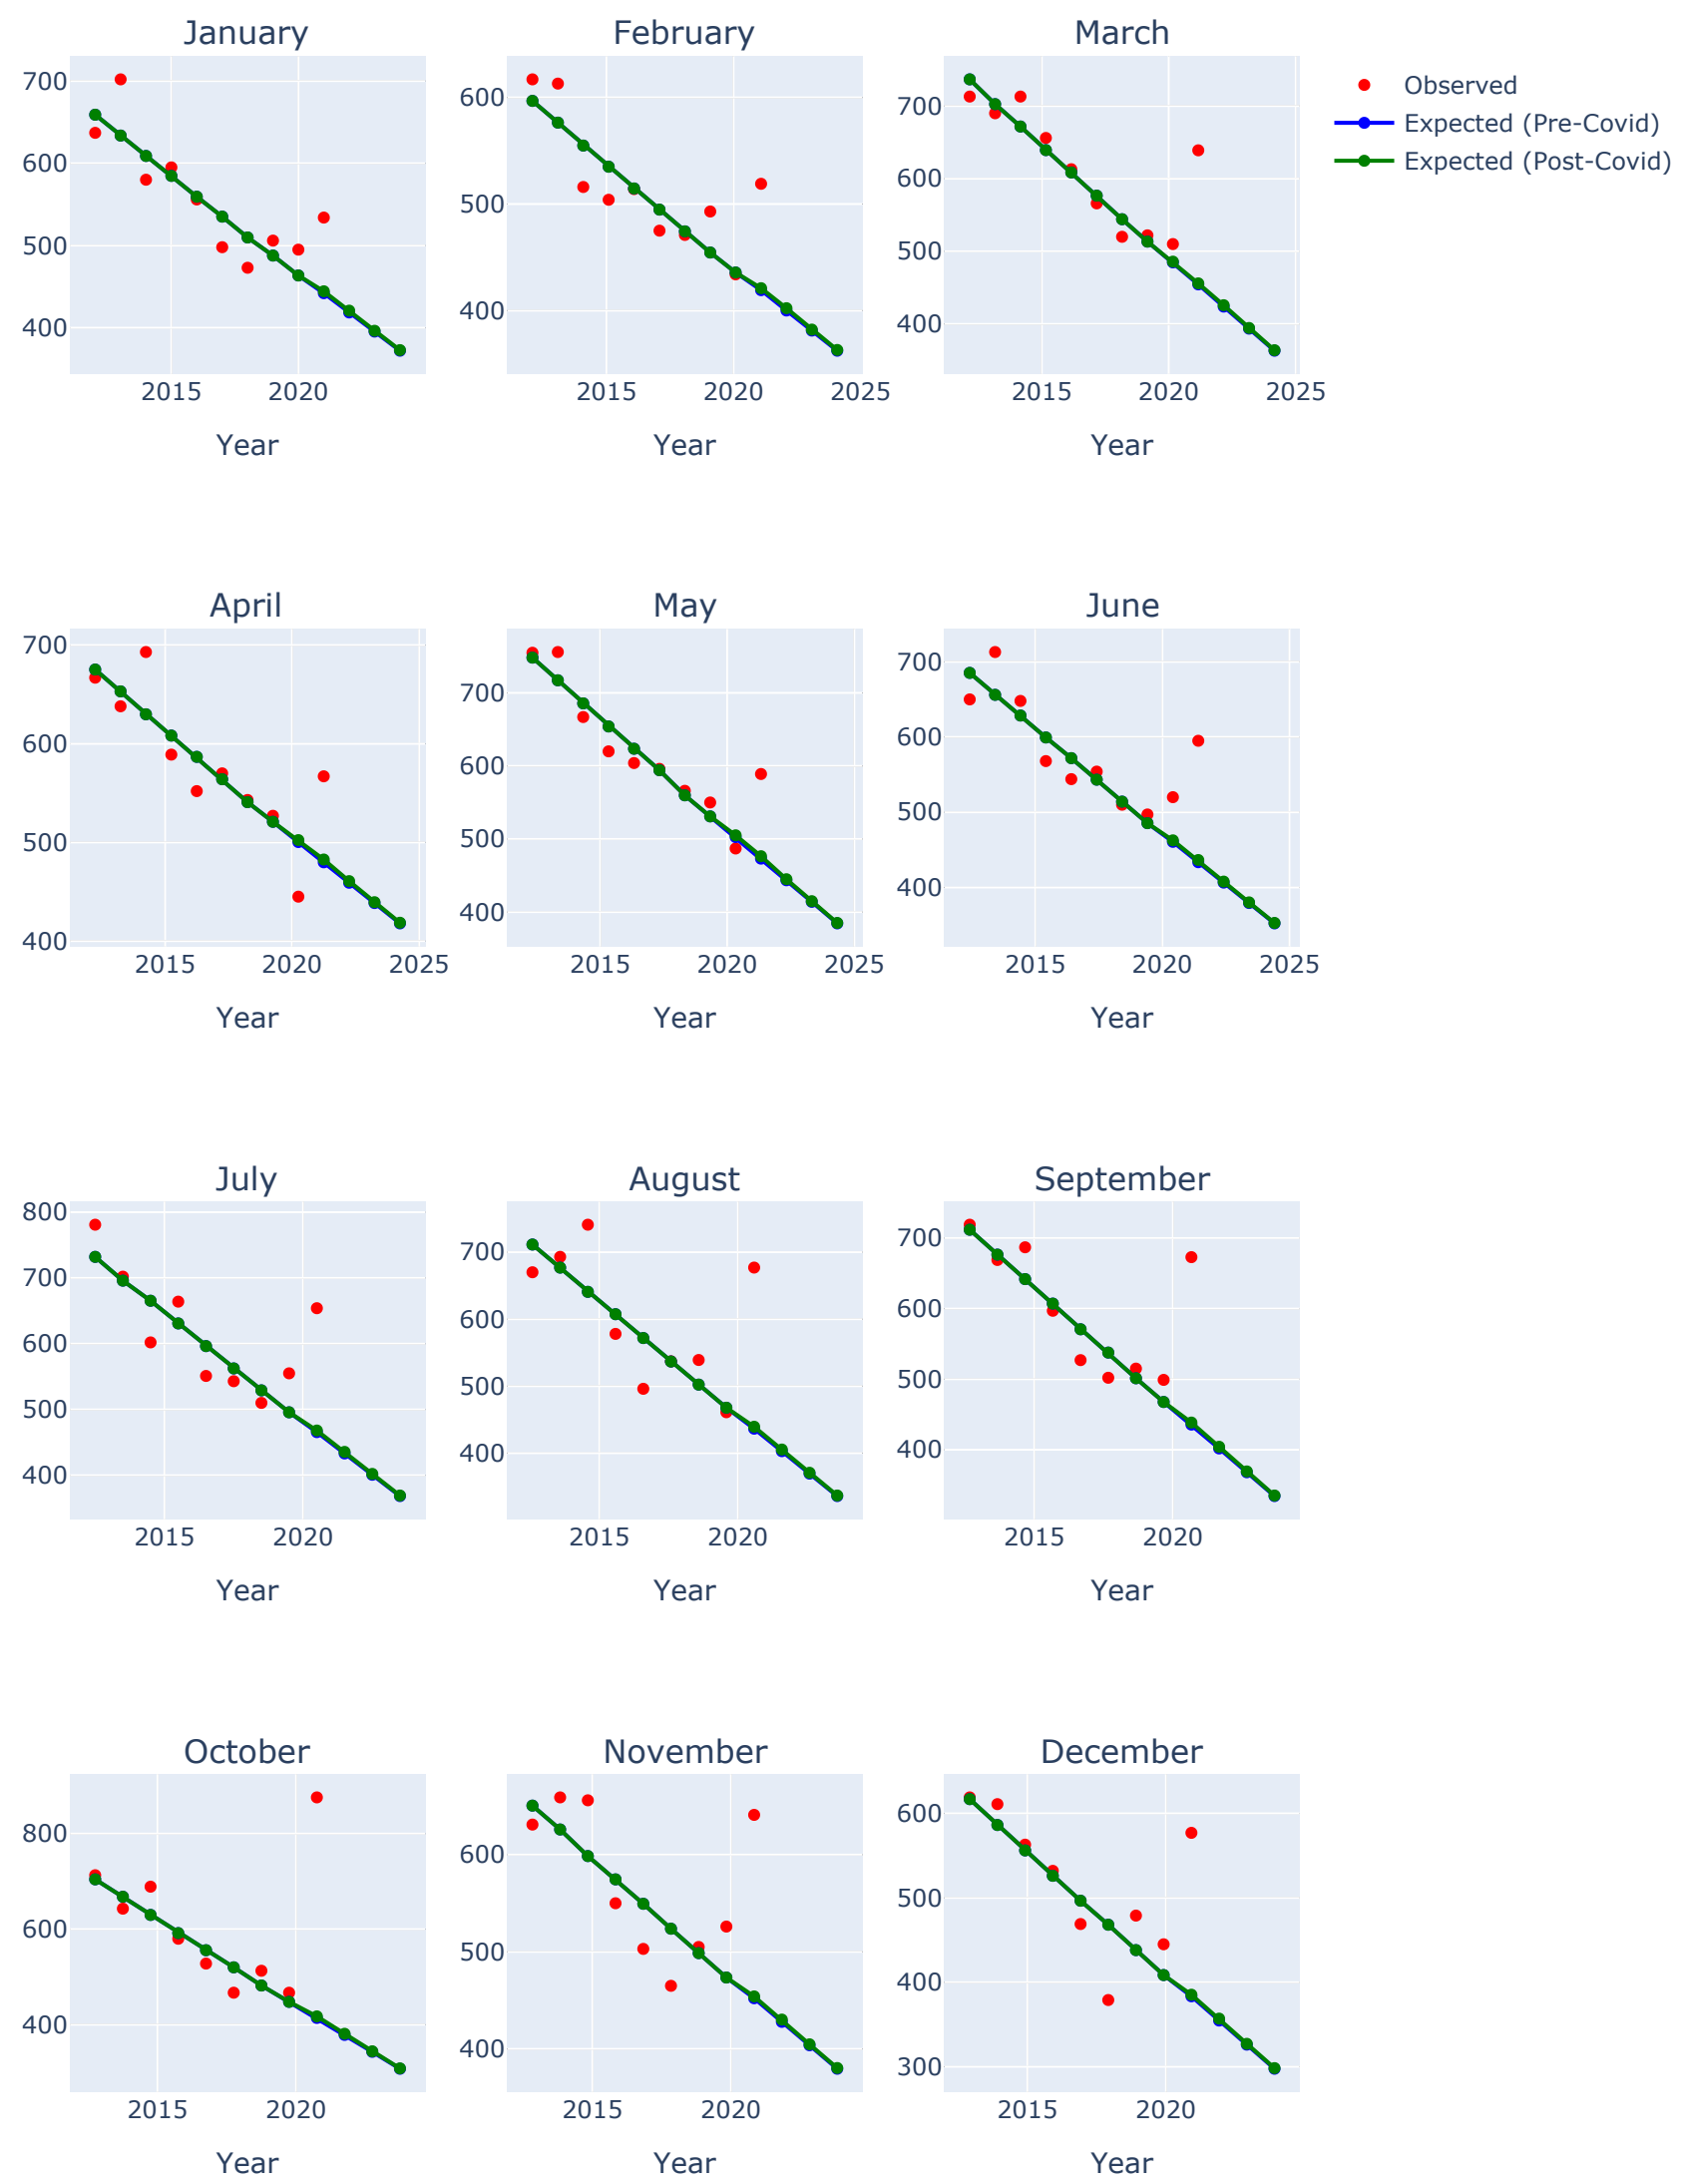 January
February
March
700
600
500
400
2015
2020
Year
600
500
400
2015
2020
2025
Year
700
600
500
400
2015
2020
2025
Year
Observed
Expected (Pre-Covid)
Expected (Post-Covid)
April
May
June
700
600
500
400
2015
2020
2025
Year
700
600
500
400
2015
2020
2025
Year
700
600
500
400
2015
2020
2025
Year
July
August
September
800
700
600
500
400
2015
2020
Year
700
600
500
400
2015
2020
Year
700
600
500
400
2015
2020
Year
October
November
December
800
600
400
2015
2020
Year
600
500
400
2015
2020
Year
600
500
400
300
2015
2020
Year